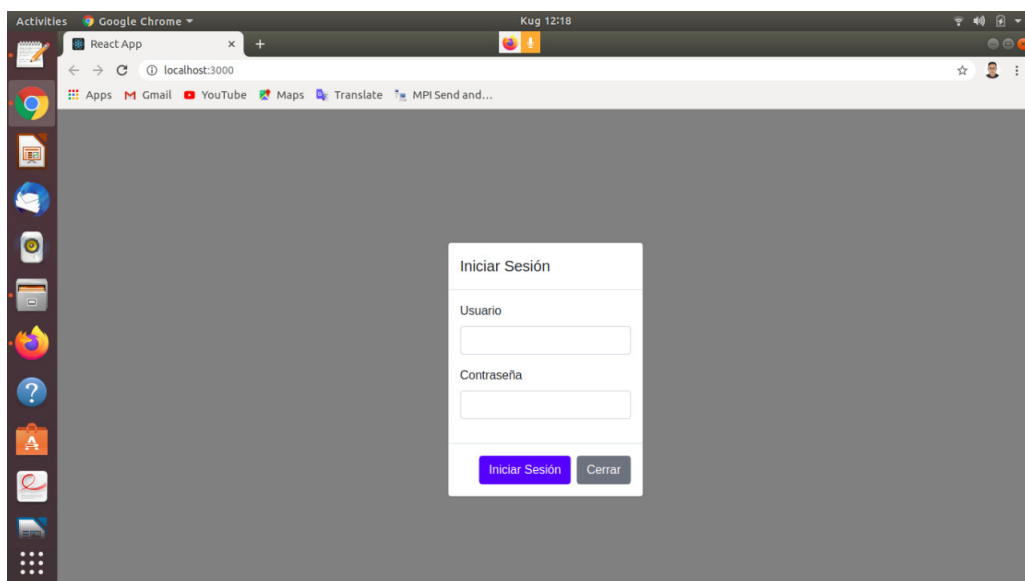 Activities Google Chrome Kug 12:18
React App
localhost:3000
Apps Gmail YouTube Maps Translate MPI Send and...
Iniciar Sesión
Usuario
Contraseña
Iniciar Sesión Cerrar